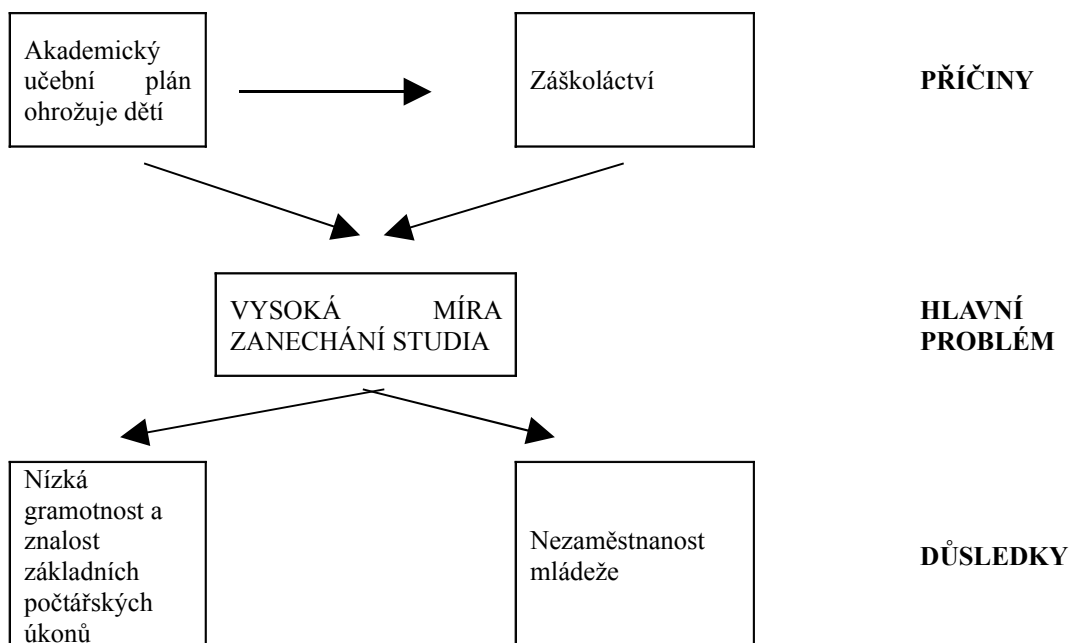 Akademický
učební plán
ohrožuje dětí
Záškoláctví
PŘÍČINY
VYSOKÁ MÍRA
ZANECHÁNÍ STUDIA
HLAVNÍ
PROBLÉM
Nízká
gramotnost a
znalost
základních
počtářských
úkonů
Nezaměstnanost
mládeže
DŮSLEDKY